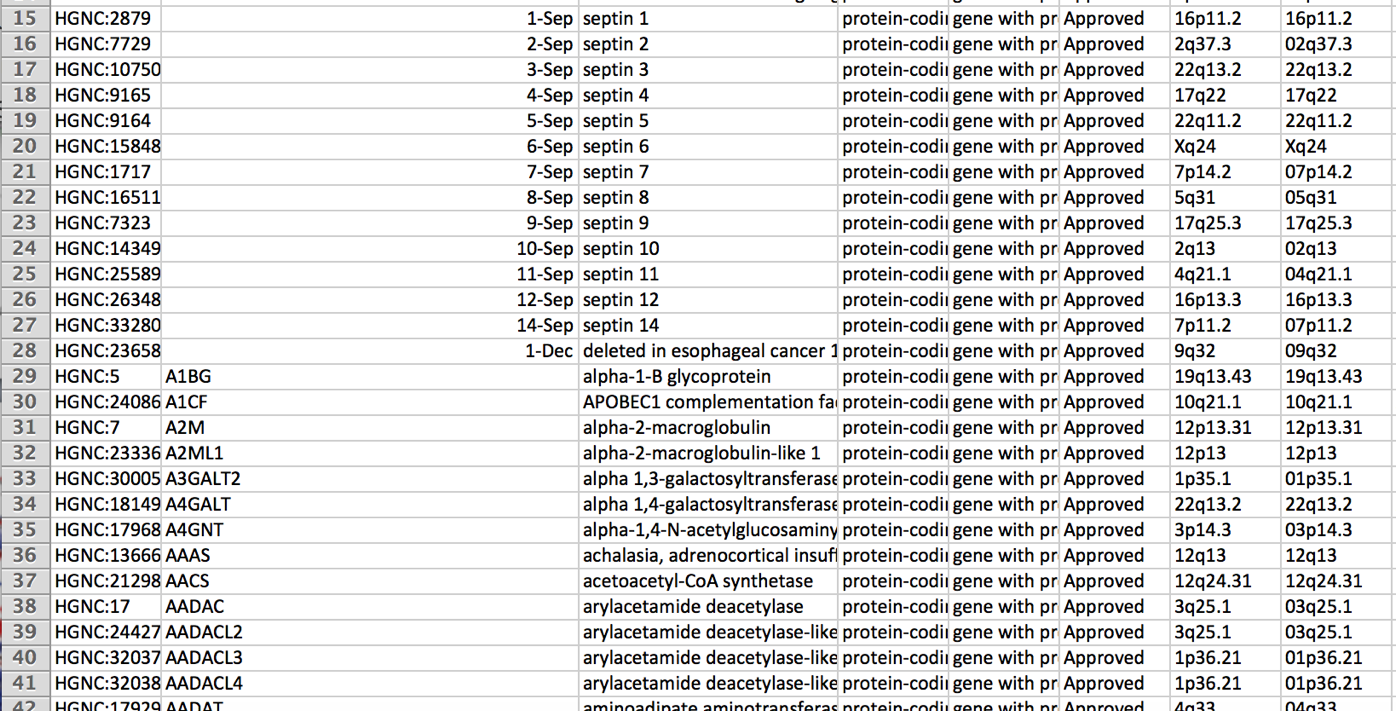 15 HGNC:2879 1-Sep septin 1 protein-codi gene with pr Approved 16p11.2 16p11.2
16 HGNC:7729 2-Sep septin 2 protein-codi gene with pr Approved 2q37.3 02q37.3
17 HGNC:10750 3-Sep septin 3 protein-codi gene with pr Approved 22q13.2 22q13.2
18 HGNC:9165 4-Sep septin 4 protein-codi gene with pr Approved 17q22 17q22
19 HGNC:9164 5-Sep septin 5 protein-codi gene with pr Approved 22q11.2 22q11.2
20 HGNC:15848 6-Sep septin 6 protein-codi gene with pr Approved Xq24 Xq24
21 HGNC:1717 7-Sep septin 7 protein-codi gene with pr Approved 7p14.2 07p14.2
22 HGNC:16511 8-Sep septin 8 protein-codi gene with pr Approved 5q31 05q31
23 HGNC:7323 9-Sep septin 9 protein-codi gene with pr Approved 17q25.3 17q25.3
24 HGNC:14349 10-Sep septin 10 protein-codi gene with pr Approved 2q13 02q13
25 HGNC:25589 11-Sep septin 11 protein-codi gene with pr Approved 4q21.1 04q21.1
26 HGNC:26348 12-Sep septin 12 protein-codi gene with pr Approved 16p13.3 16p13.3
27 HGNC:33280 14-Sep septin 14 protein-codi gene with pr Approved 7p11.2 07p11.2
28 HGNC:23658 1-Dec deleted in esophageal cancer 1 protein-codi gene with pr Approved 9q32 09q32
29 HGNC:5 A1BG alpha-1-B glycoprotein protein-codi gene with pr Approved 19q13.43 19q13.43
30 HGNC:24086 A1CF APOBEC1 complementation fa protein-codi gene with pr Approved 10q21.1 10q21.1
31 HGNC:7 A2M alpha-2-macroglobulin protein-codi gene with pr Approved 12p13.31 12p13.31
32 HGNC:23336 A2ML1 alpha-2-macroglobulin-like 1 protein-codi gene with pr Approved 12p13 12p13
33 HGNC:30005 A3GALT2 alpha 1,3-galactosyltransferase protein-codi gene with pr Approved 1p35.1 01p35.1
34 HGNC:18149 A4GALT alpha 1,4-galactosyltransferase protein-codi gene with pr Approved 22q13.2 22q13.2
35 HGNC:17968 A4GNT alpha-1,4-N-acetylglucosaminy protein-codi gene with pr Approved 3p14.3 03p14.3
36 HGNC:13666 AAAS achalasia, adrenocortical insuff protein-codi gene with pr Approved 12q13 12q13
37 HGNC:21298 AACS acetoacetyl-CoA synthetase protein-codi gene with pr Approved 12q24.31 12q24.31
38 HGNC:17 AADAC arylacetamide deacetylase protein-codi gene with pr Approved 3q25.1 03q25.1
39 HGNC:24427 AADACL2 arylacetamide deacetylase-like protein-codi gene with pr Approved 3q25.1 03q25.1
40 HGNC:32037 AADACL3 arylacetamide deacetylase-like protein-codi gene with pr Approved 1p36.21 01p36.21
41 HGNC:32038 AADACL4 arylacetamide deacetylase-like protein-codi gene with pr Approved 1p36.21 01p36.21
42 HGNC:17929 AADAT aminoadipate aminotransferas protein-codi gene with pr Approved 4q33 04q33